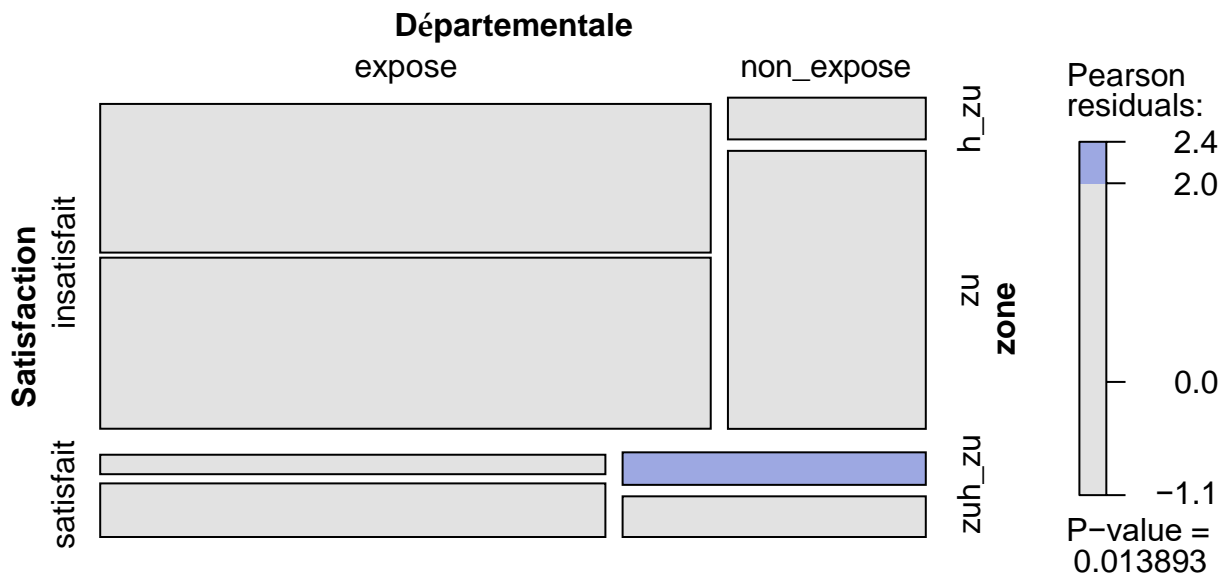 Départementale
expose non_expose
Satisfaction
insatisfait
satisfait
h_zu
zu
zuh_zu
zone
Pearson
residuals:
2.4
2.0
0.0
−1.1
P−value =
0.013893